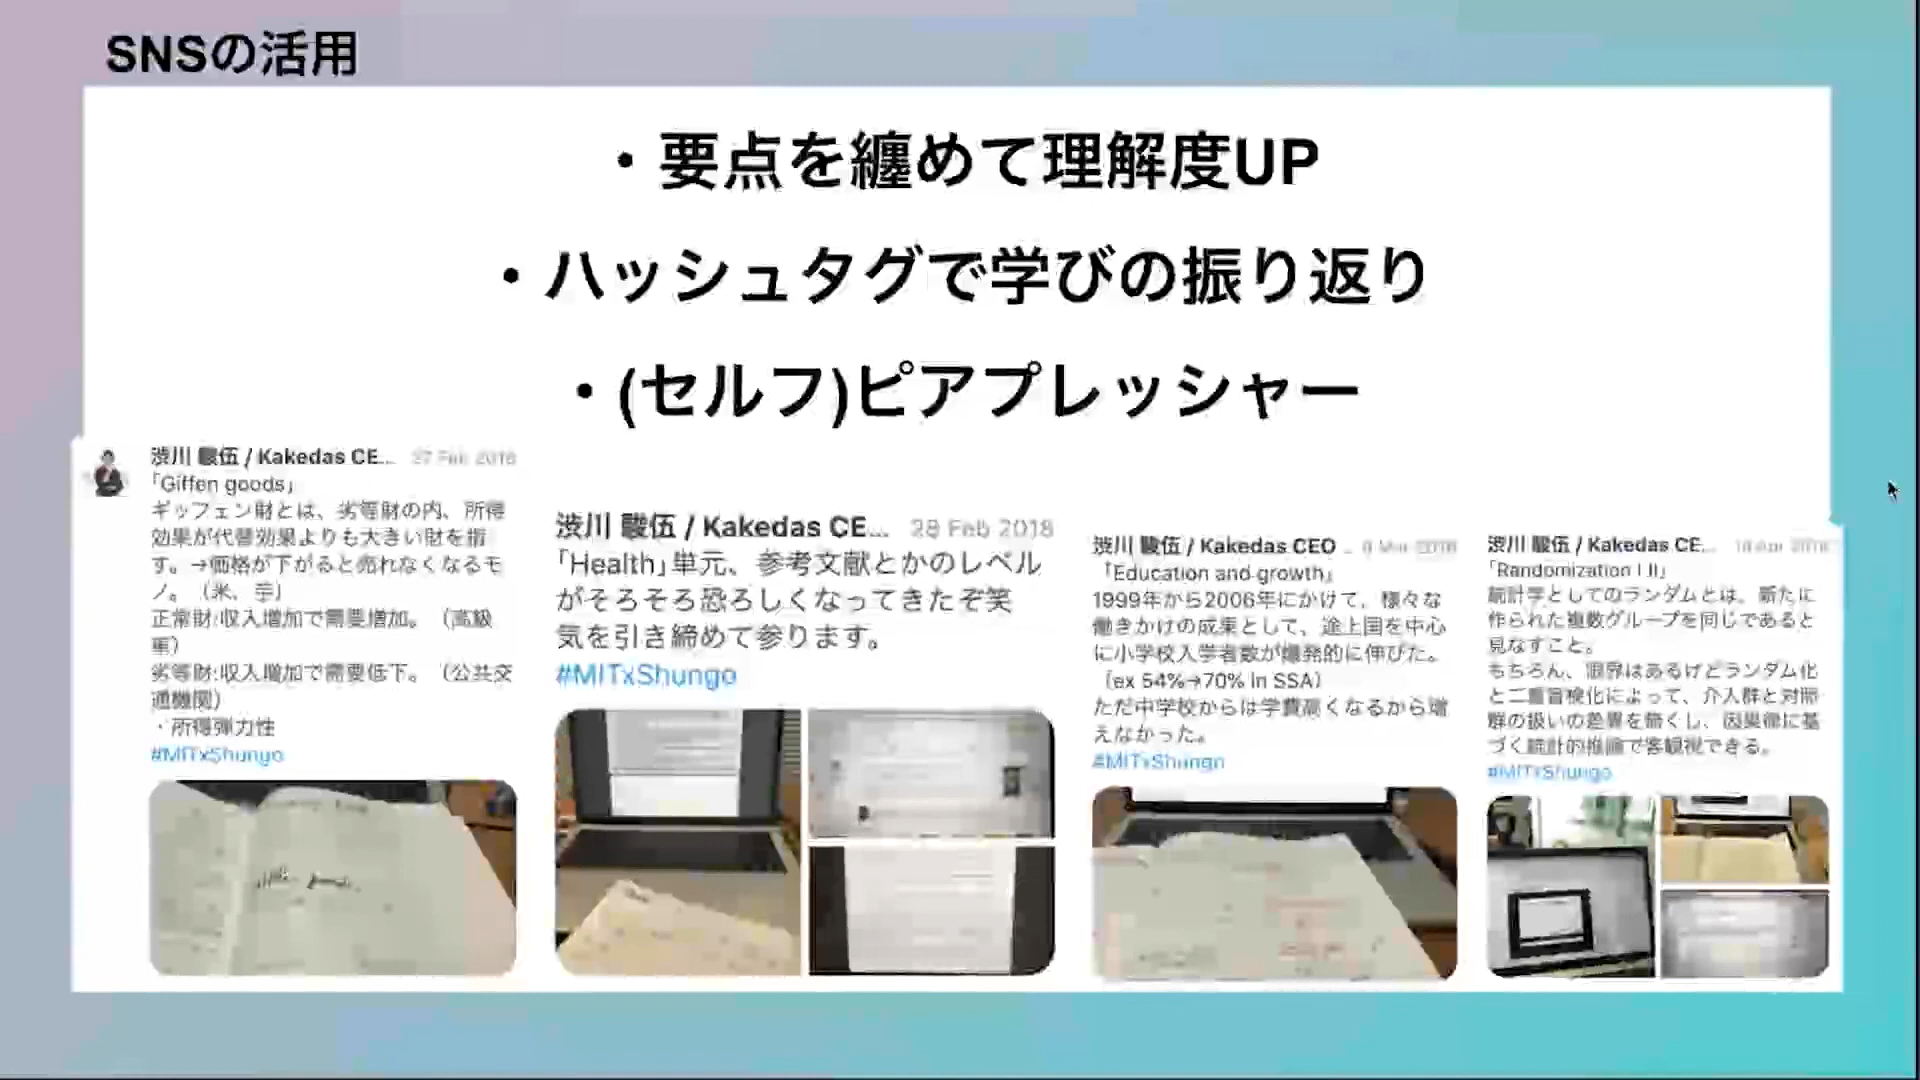 SNSの活用
・要点を纏めて理解度UP
・ハッシュタグで学びの振り返り
・(セルフ)ピアプレッシャー
渋川 駿伍 / Kakedas CE... 27 Feb 2018
「Giffen goods」
ギッフェン財とは、劣等財の内、所得
効果が代替効果よりも大きい財を指
す。→価格が下がると売れなくなるモ
ノ。（米、芋）
正常財:収入増加で需要増加。（高級
車）
劣等財:収入増加で需要低下。（公共交
通機関）
・所得弾力性
#MITxShungo
渋川 駿伍 / Kakedas CE... 28 Feb 2018
「Health」単元、参考文献とかのレベル
がそろそろ恐ろしくなってきたぞ笑
気を引き締めて参ります。
#MITxShungo
渋川 駿伍 / Kakedas CEO ... Mar 2018
「Education and growth」
1999年から2006年にかけて、様々な
働きかけの成果として、途上国を中心
に小学校入学者数が爆発的に伸びた。
（ex 54%→70% in SSA）
ただ中学校からは学費高くなるから増
えなかった。
#MITxShungo
渋川 駿伍 / Kakedas CE... Apr 2018
「Randomization I II」
統計学としてのランダムとは、新たに
作られた複数グループを同じであると
見なすこと。
もちろん、限界はあるけどランダム化
と二重盲検化によって、介入群と対照
群の扱いの差異を無くし、因果律に基
づく統計的推論で客観視できる。
#MITxShungo